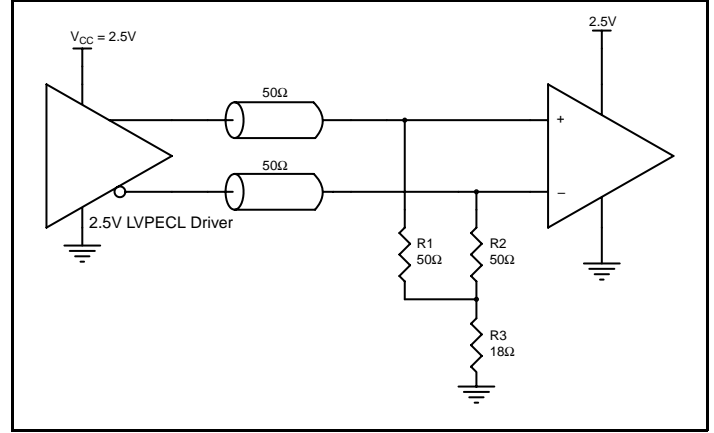 V_CC = 2.5V
2.5V
50Ω
50Ω
+
–
2.5V LVPECL Driver
R1
50Ω
R2
50Ω
R3
18Ω